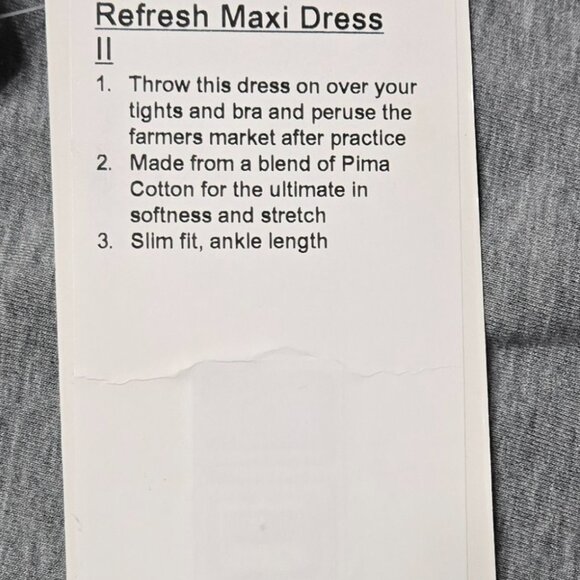 Refresh Maxi Dress
II
1. Throw this dress on over your
tights and bra and peruse the
farmers market after practice
2. Made from a blend of Pima
Cotton for the ultimate in
softness and stretch
3. Slim fit, ankle length